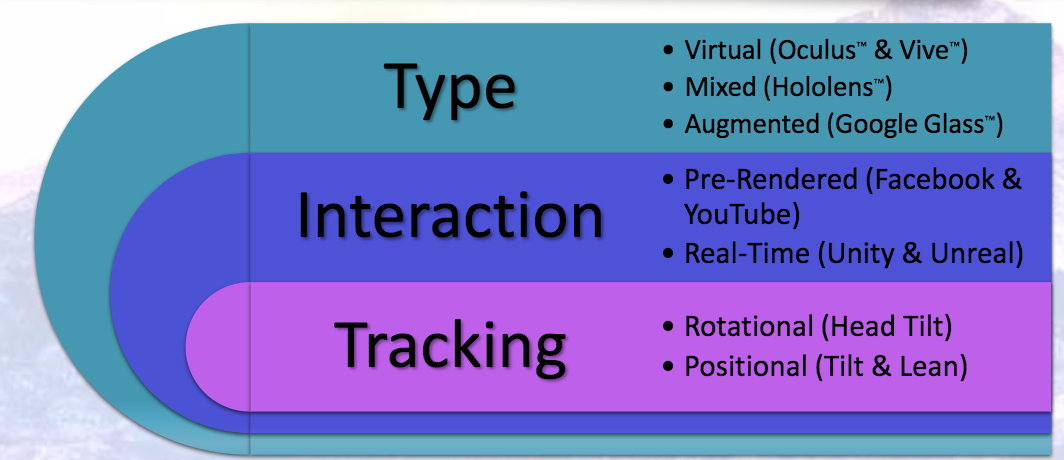 Type
• Virtual (Oculus™ & Vive™)
• Mixed (Hololens™)
• Augmented (Google Glass™)
Interaction
• Pre-Rendered (Facebook &
YouTube)
• Real-Time (Unity & Unreal)
Tracking
• Rotational (Head Tilt)
• Positional (Tilt & Lean)